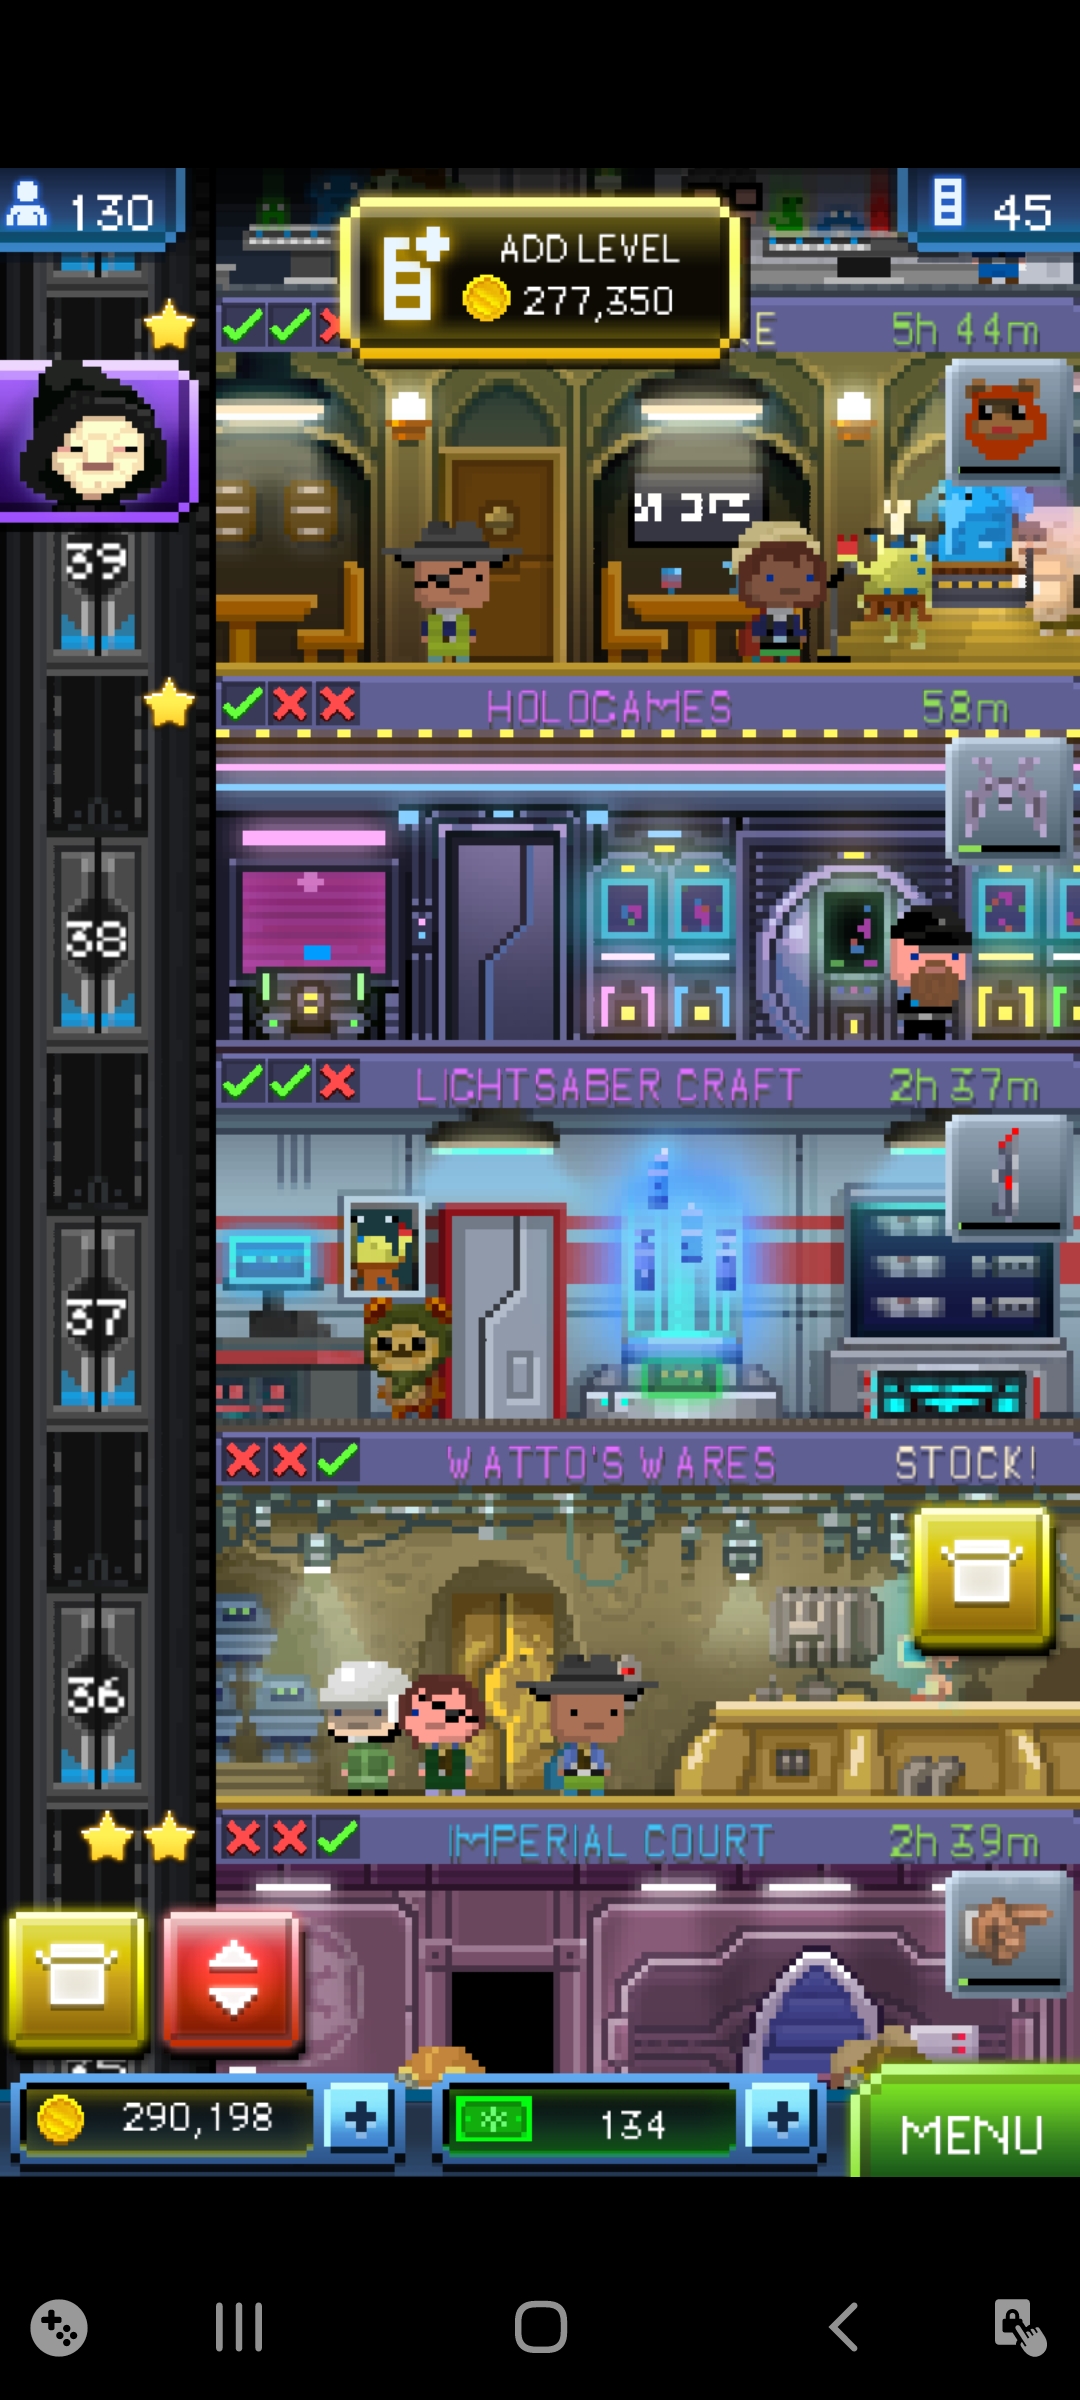 130
ADD LEVEL
277,350
45
5h 44m
39
HOLOGAMES
58m
38
LIGHTSABER CRAFT
2h 37m
37
WATTO'S WARES
STOCK!
36
IMPERIAL COURT
2h 39m
290,198
134
MENU